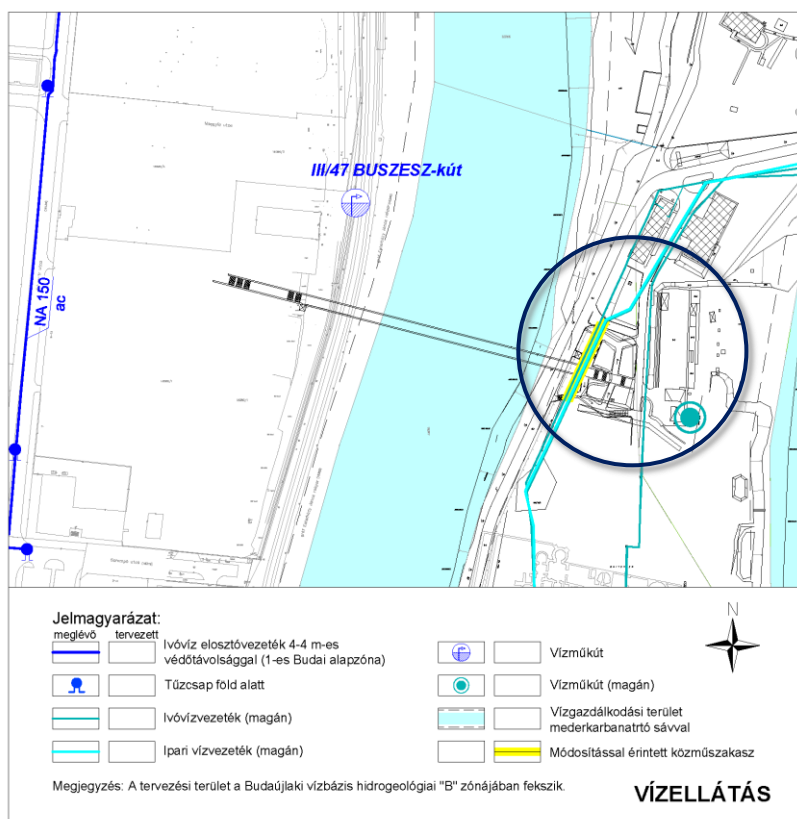 III/47 BUSZESZ-kút
NA 150
ac
N
Jelmagyarázat:
meglévő tervezett
Ivóvíz elosztóvezeték 4-4 m-es
védőtávolsággal (1-es Budai alapzóna)
Tűzcsap föld alatt
Ivóvízvezeték (magán)
Ipari vízvezeték (magán)
Vízműkút
Vízműkút (magán)
Vízgazdálkodási terület
mederkarbanatrtó sávval
Módosítással érintett közműszakasz
Megjegyzés: A tervezési terület a Budaújlaki vízbázis hidrogeológiai "B" zónájában fekszik.
VÍZELLÁTÁS